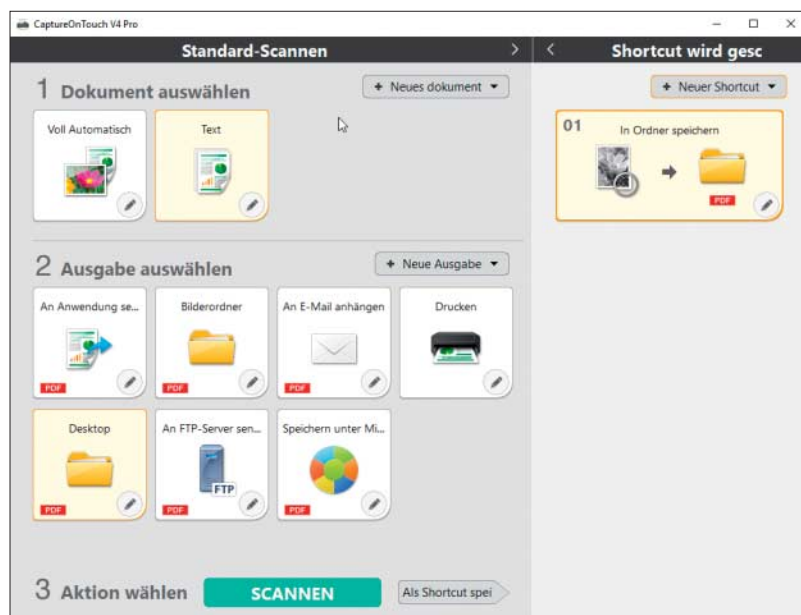 CaptureOnTouch V4 Pro
Standard-Scannen
Shortcut wird gesc
1 Dokument auswählen
+ Neues dokument
+ Neuer Shortcut
Voll Automatisch
Text
01
In Ordner speichern
PDF
2 Ausgabe auswählen
+ Neue Ausgabe
An Anwendung se...
Bilderordner
An E-Mail anhängen
Drucken
PDF
PDF
PDF
Desktop
An FTP-Server sen...
Speichern unter Mi...
FTP
PDF
PDF
PDF
3 Aktion wählen
SCANNEN
Als Shortcut spei